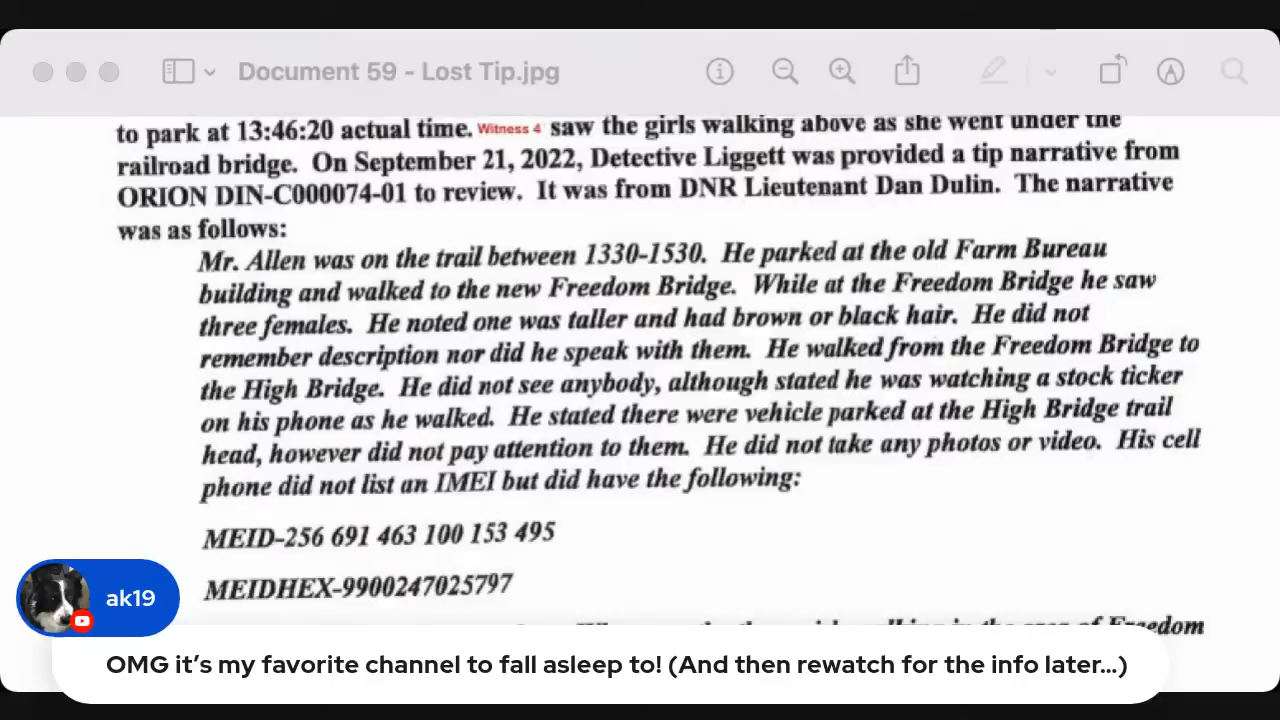 Document 59 - Lost Tip.jpg
to park at 13:46:20 actual time. Witness 4 saw the girls walking above as she went under the
railroad bridge. On September 21, 2022, Detective Liggett was provided a tip narrative from
ORION DIN-C000074-01 to review. It was from DNR Lieutenant Dan Dulin. The narrative
was as follows:
Mr. Allen was on the trail between 1330-1530. He parked at the old Farm Bureau
building and walked to the new Freedom Bridge. While at the Freedom Bridge he saw
three females. He noted one was taller and had brown or black hair. He did not
remember description nor did he speak with them. He walked from the Freedom Bridge to
the High Bridge. He did not see anybody, although stated he was watching a stock ticker
on his phone as he walked. He stated there were vehicle parked at the High Bridge trail
head, however did not pay attention to them. He did not take any photos or video. His cell
phone did not list an IMEI but did have the following:
MEID-256 691 463 100 153 495
MEIDHEX-9900247025797
ak19
OMG it's my favorite channel to fall asleep to! (And then rewatch for the info later...)